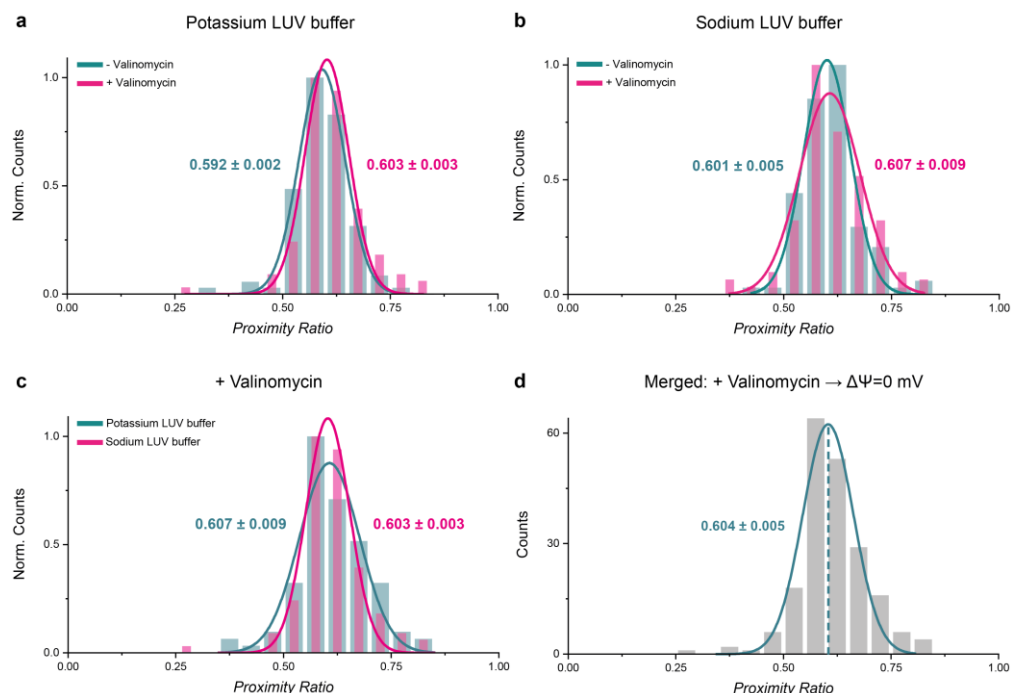 a
Potassium LUV buffer
- Valinomycin
+ Valinomycin
0.592 ± 0.002
0.603 ± 0.003
Norm. Counts
1.0
0.5
0.0
0.00
0.25
0.50
0.75
1.00
Proximity Ratio
b
Sodium LUV buffer
- Valinomycin
+ Valinomycin
0.601 ± 0.005
0.607 ± 0.009
Norm. Counts
1.0
0.5
0.0
0.00
0.25
0.50
0.75
1.00
Proximity Ratio
c
+ Valinomycin
Potassium LUV buffer
Sodium LUV buffer
0.607 ± 0.009
0.603 ± 0.003
Norm. Counts
1.0
0.5
0.0
0.00
0.25
0.50
0.75
1.00
Proximity Ratio
d
Merged: + Valinomycin → ΔΨ=0 mV
0.604 ± 0.005
Counts
60
30
0
0.00
0.25
0.50
0.75
1.00
Proximity Ratio